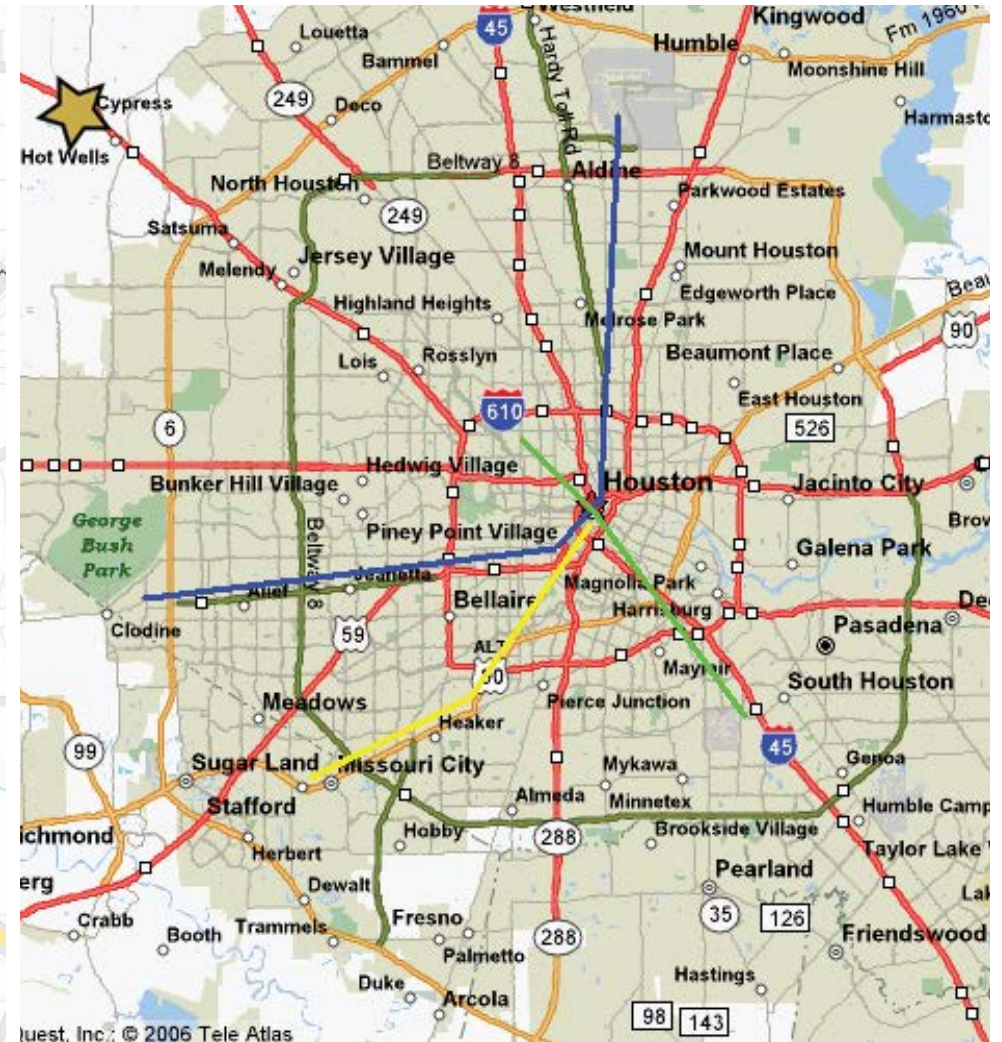 Westfield
Kingwood
Fm 1960
Louetta
45
Humble
Bammel
Hardy Toll Rd
Moonshine Hill
249
Deco
Cypress
Hot Wells
Beltway 8
Aldine
North Houston
Parkwood Estates
249
Satsuma
Jersey Village
Mount Houston
Melendy
Edgeworth Place
Highland Heights
Melrose Park
90
Lois
Rosslyn
Beaumont Place
East Houston
610
526
6
Hedwig Village
Houston
Bunker Hill Village
Jacinto City
George
Bush
Park
Piney Point Village
Beltway 8
Galena Park
Jeanetta
Magnolia Park
Alief
Bellaire
Harrisburg
Clodine
59
Pasadena
ALT
90
Mayfair
South Houston
Meadows
Pierce Junction
Heaker
99
45
Sugar Land
Missouri City
Mykawa
Genoa
Stafford
Almeda
Minnetex
Humble Camp
Hobby
288
Brookside Village
Herbert
Taylor Lake
Pearland
Dewalt
Crabb
Trammels
Fresno
35
126
Booth
288
Friendswood
Palmetto
Duke
Hastings
Arcola
98
143
Quest, Inc.; © 2006 Tele Atlas